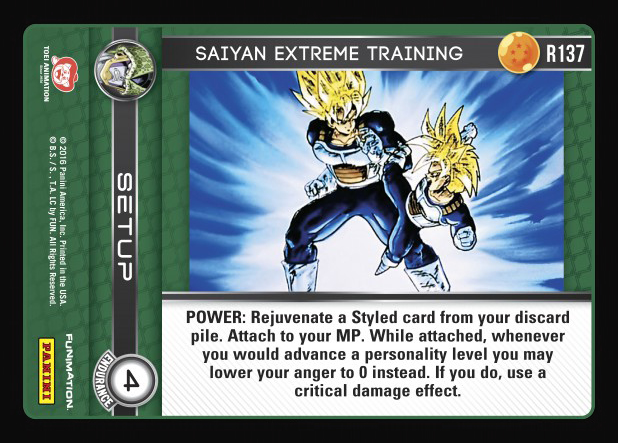 SAIYAN EXTREME TRAINING
R137
POWER: Rejuvenate a Styled card from your discard
pile. Attach to your MP. While attached, whenever
you would advance a personality level you may
lower your anger to 0 instead. If you do, use a
critical damage effect.
SETUP
ENDURANCE
4
TOEI ANIMATION
© 2016 Panini America, Inc. Printed in the USA.
© B.S./ S., T.A. LC by FUN. All Rights Reserved.
FUNIMATION
PANINI